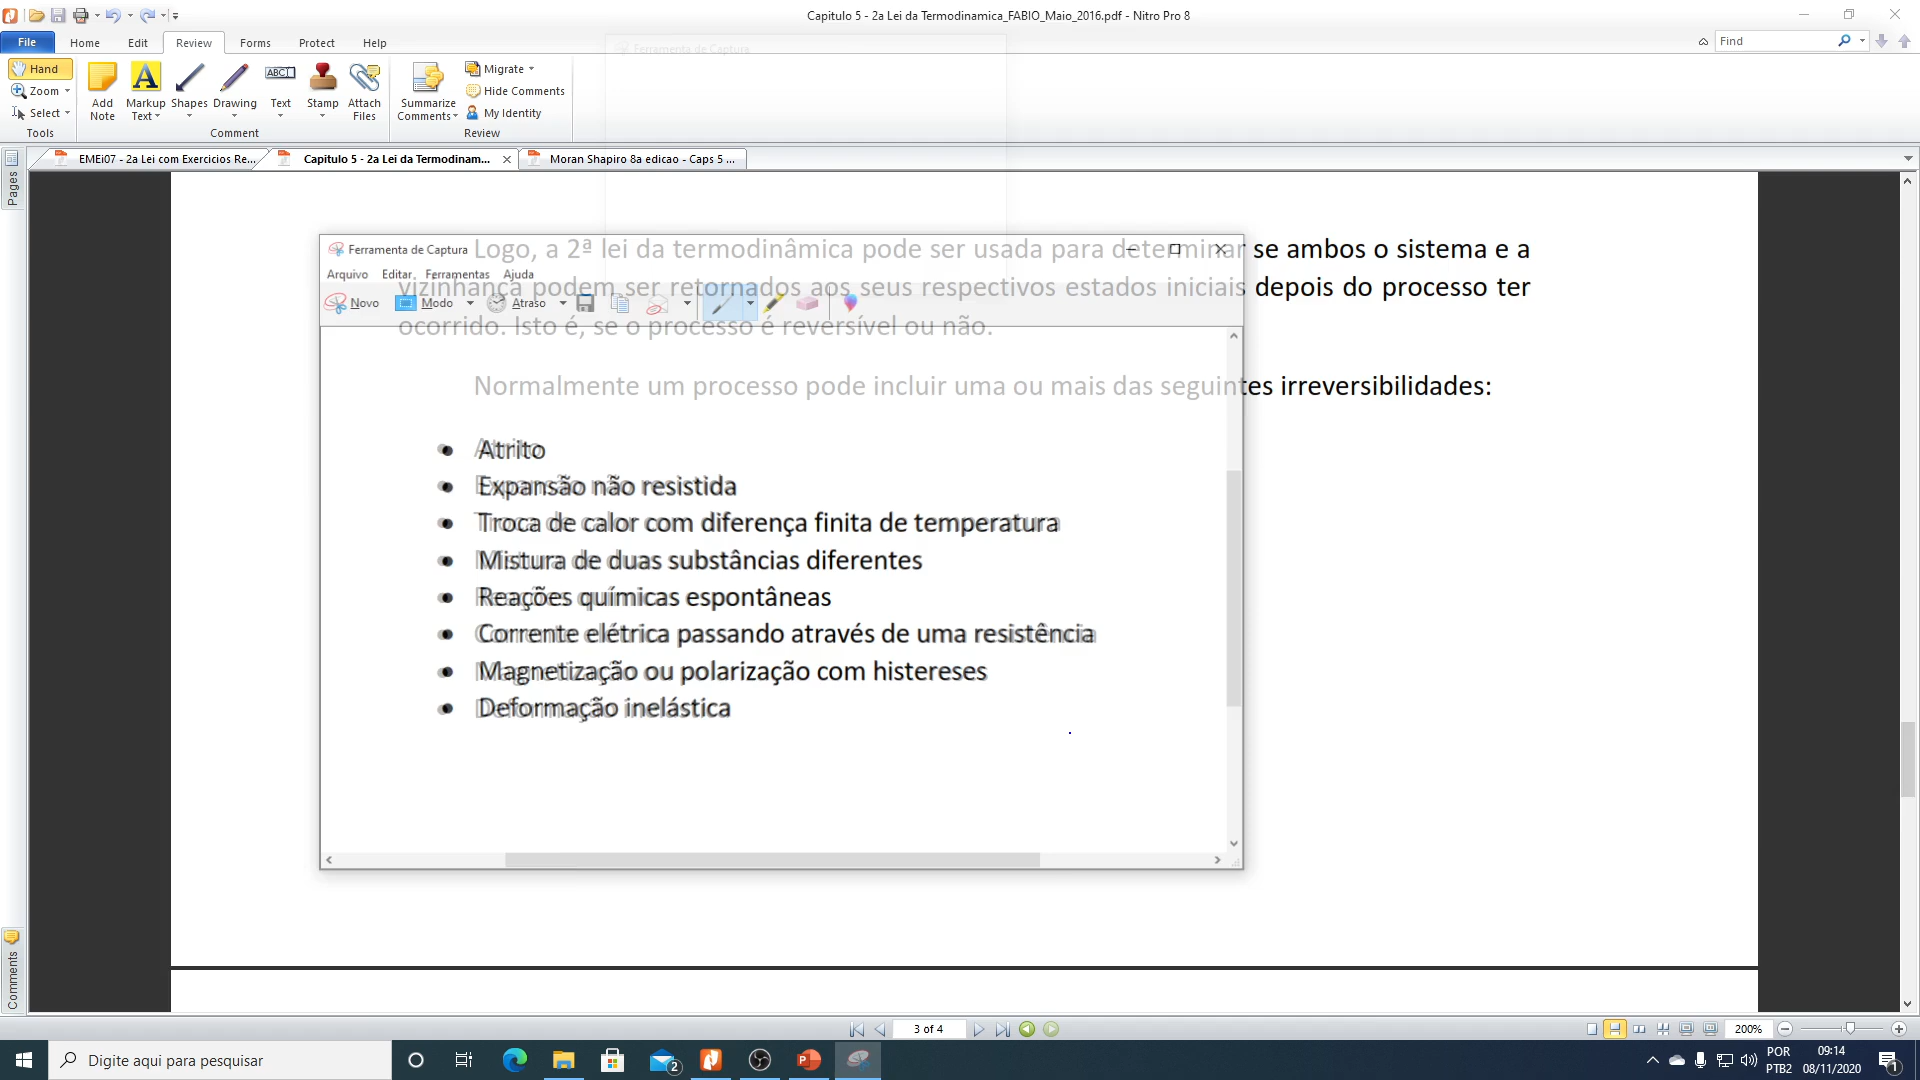 Capitulo 5 - 2a Lei da Termodinamica_FABIO_Maio_2016.pdf - Nitro Pro 8
File Home Edit Review Forms Protect Help
Find
Hand
Zoom
Select
Tools
Add Note
Markup Text
Shapes
Drawing
Text
Stamp
Attach Files
Comment
Summarize Comments
Migrate
Hide Comments
My Identity
Review
Ferramenta de Captura
EMEi07 - 2a Lei com Exercicios Re...
Capitulo 5 - 2a Lei da Termodinam...
Moran Shapiro 8a edicao - Caps 5 ...
Pages
Ferramenta de Captura
Arquivo Editar Ferramentas Ajuda
Novo Modo Atraso
Logo, a 2ª lei da termodinâmica pode ser usada para determinar se ambos o sistema e a
vizinhança podem ser retornados aos seus respectivos estados iniciais depois do processo ter
ocorrido. Isto é, se o processo é reversível ou não.
Normalmente um processo pode incluir uma ou mais das seguintes irreversibilidades:
• Atrito
• Expansão não resistida
• Troca de calor com diferença finita de temperatura
• Mistura de duas substâncias diferentes
• Reações químicas espontâneas
• Corrente elétrica passando através de uma resistência
• Magnetização ou polarização com histereses
• Deformação inelástica
Comments
3 of 4
200%
Digite aqui para pesquisar
2
POR
PTB2
09:14
08/11/2020
1